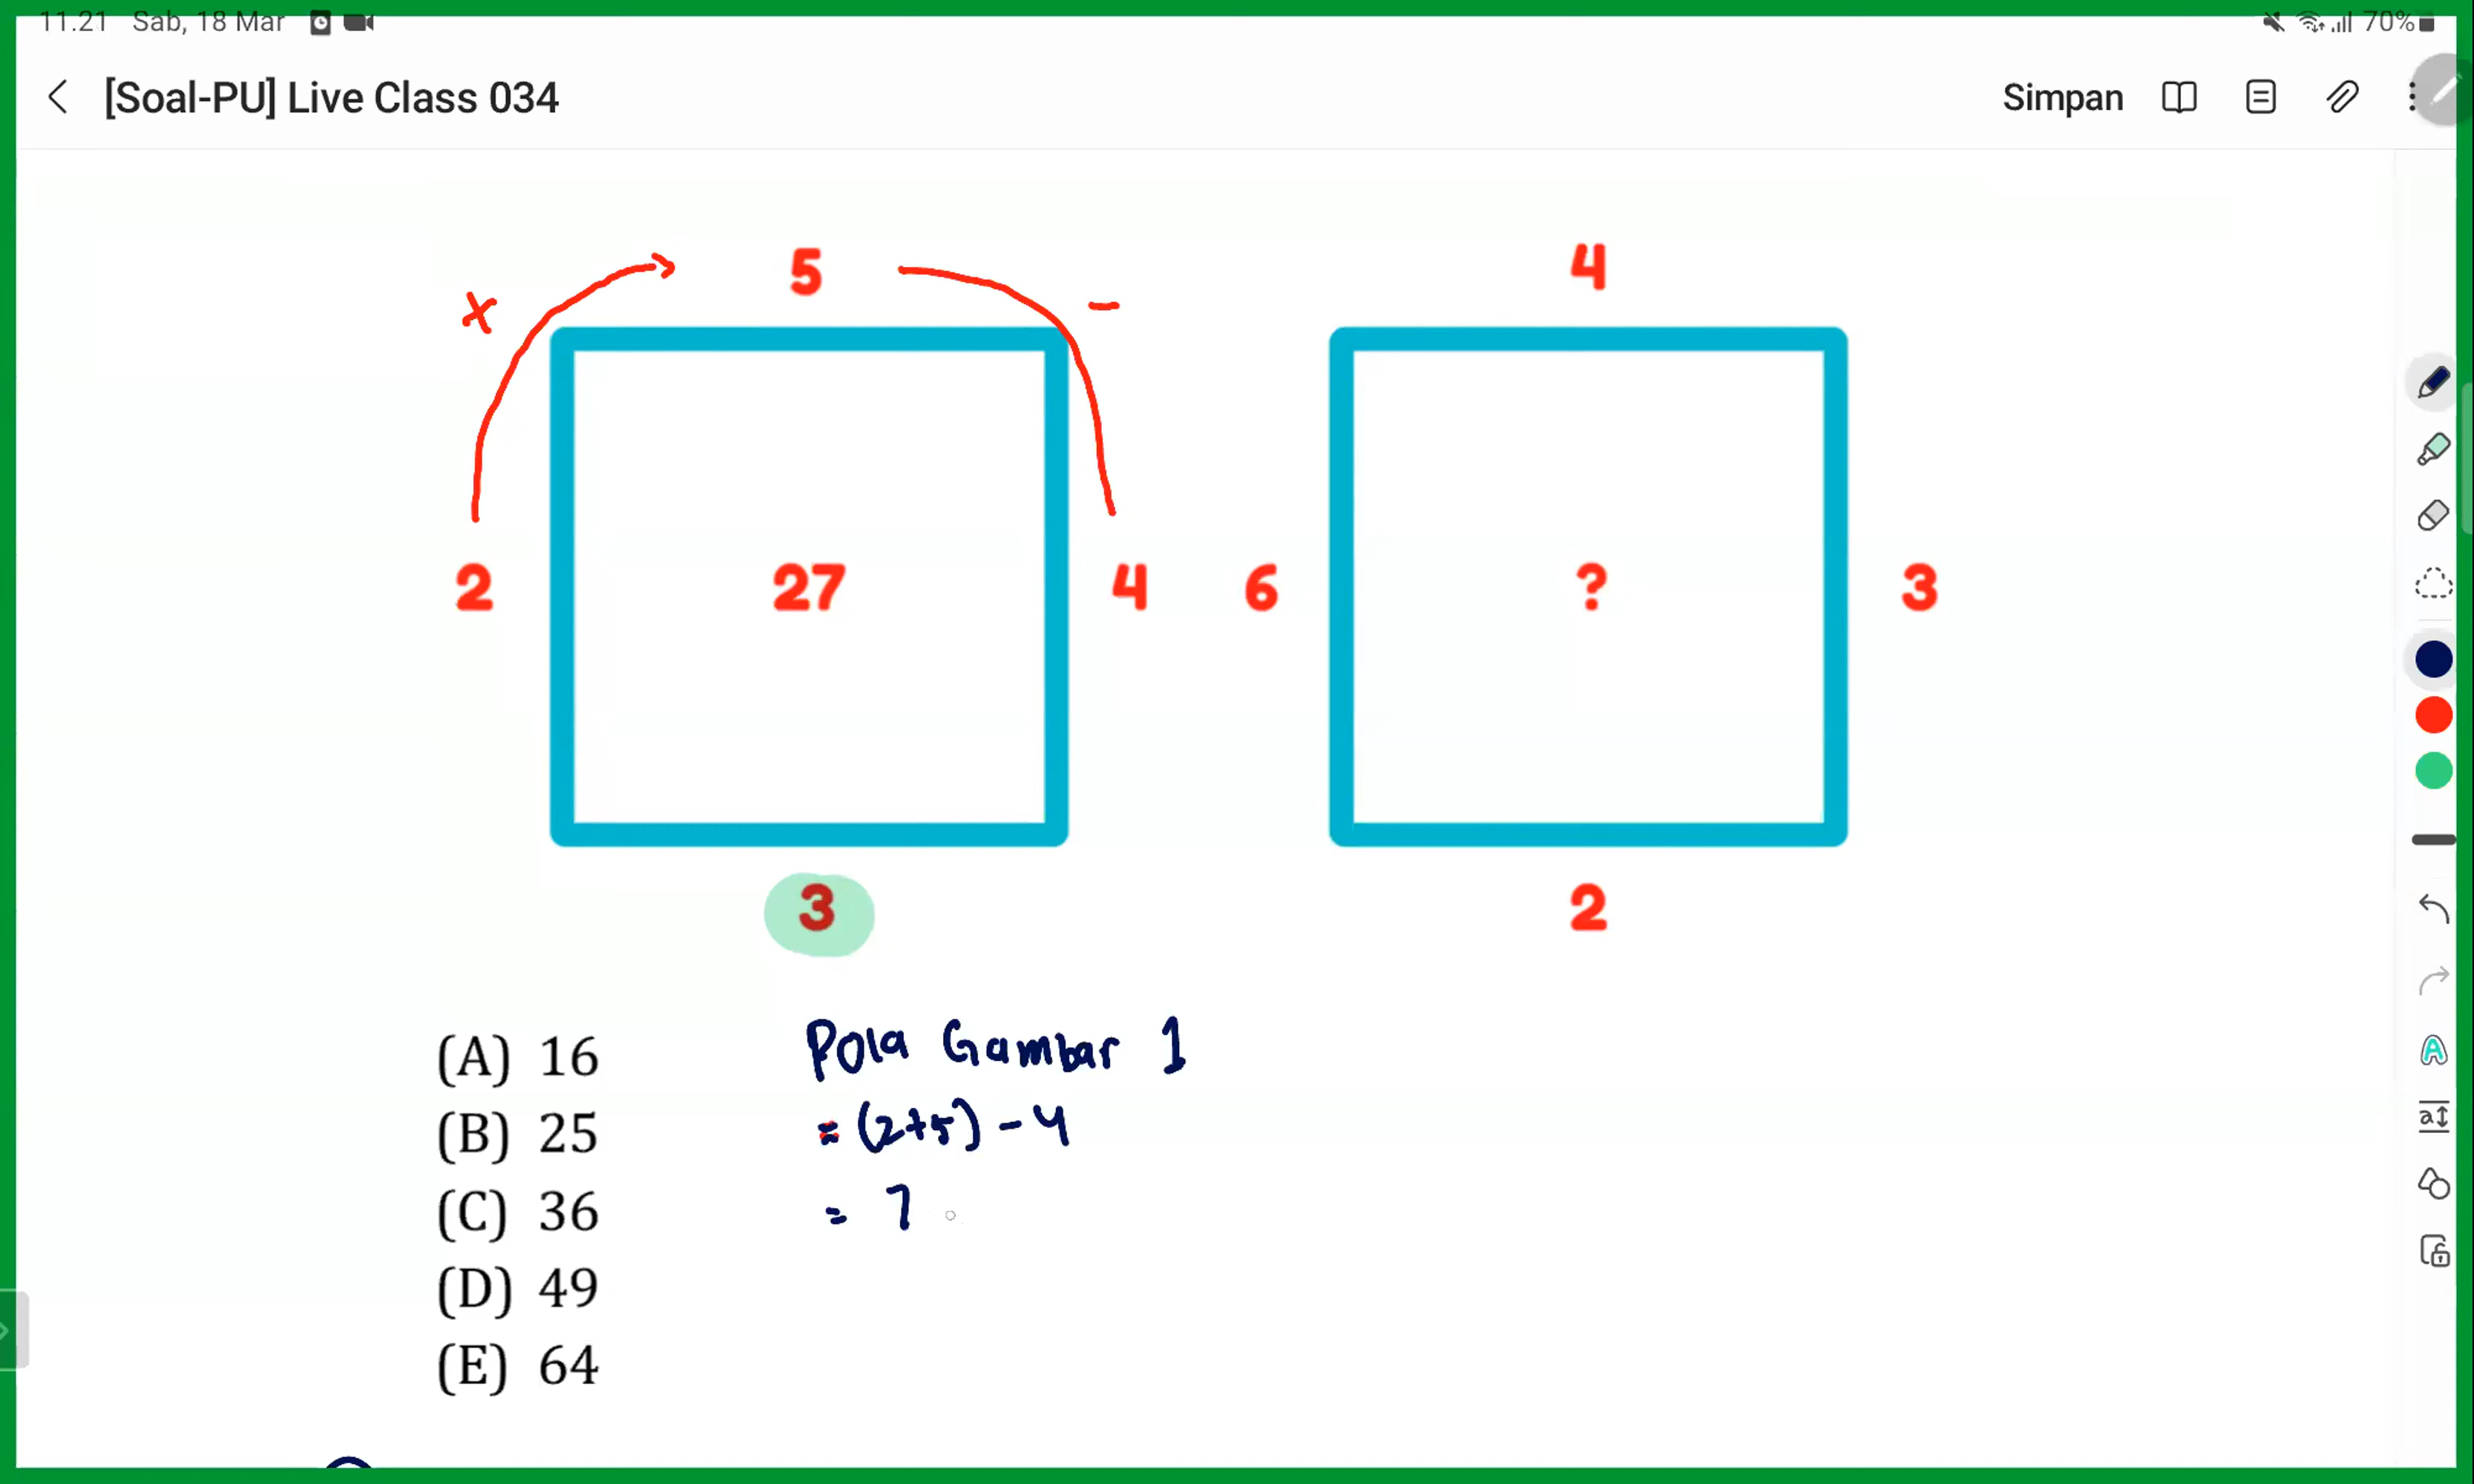 11.21 Sab, 18 Mar 70%
[Soal-PU] Live Class 034 Simpan
5 4
× −
2 27 4 6 ? 3
3 2
(A) 16
(B) 25
(C) 36
(D) 49
(E) 64
Pola Gambar 1
= (2+5) − 4
= 7